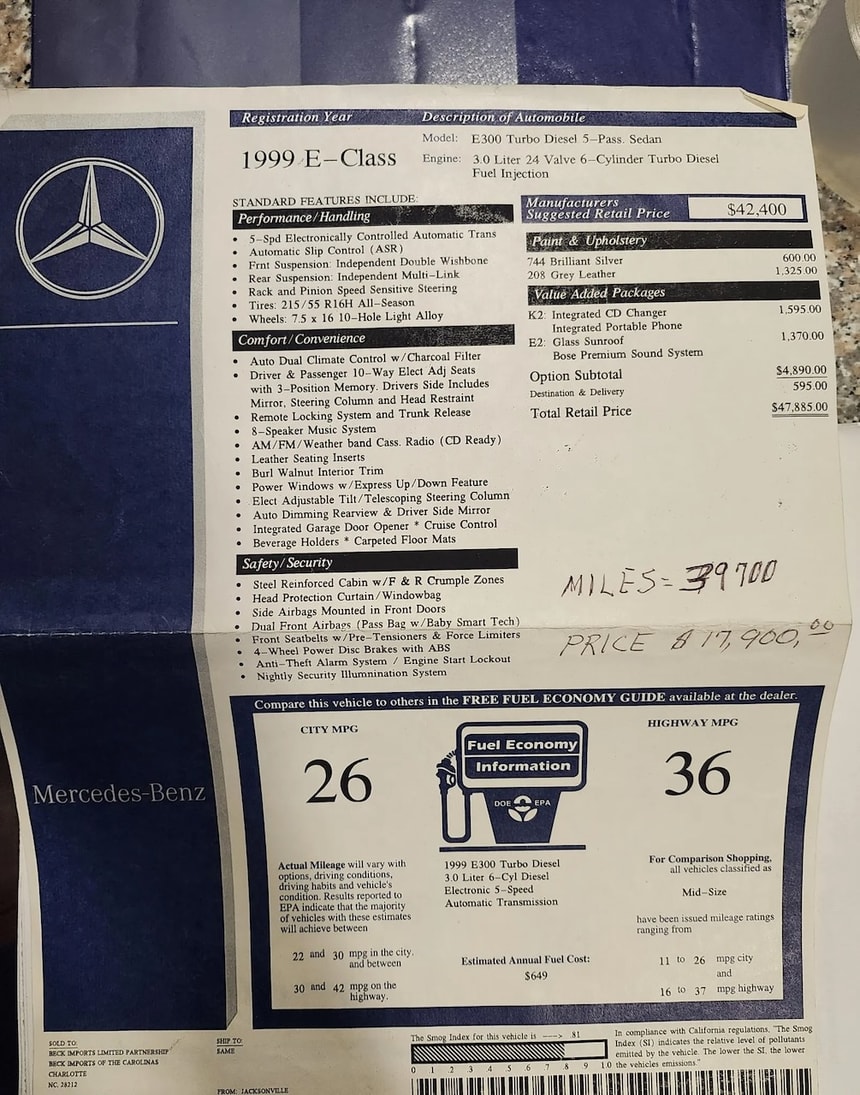 Registration Year Description of Automobile
1999 E-Class
Model: E300 Turbo Diesel 5-Pass. Sedan
Engine: 3.0 Liter 24 Valve 6-Cylinder Turbo Diesel
Fuel Injection
STANDARD FEATURES INCLUDE:
Performance/Handling
• 5-Spd Electronically Controlled Automatic Trans
• Automatic Slip Control (ASR)
• Frnt Suspension: Independent Double Wishbone
• Rear Suspension: Independent Multi-Link
• Rack and Pinion Speed Sensitive Steering
• Tires: 215/55 R16H All-Season
• Wheels: 7.5 x 16 10-Hole Light Alloy
Comfort/Convenience
• Auto Dual Climate Control w/Charcoal Filter
• Driver & Passenger 10-Way Elect Adj Seats
with 3-Position Memory. Drivers Side Includes
Mirror, Steering Column and Head Restraint
• Remote Locking System and Trunk Release
• 8-Speaker Music System
• AM/FM/Weather band Cass. Radio (CD Ready)
• Leather Seating Inserts
• Burl Walnut Interior Trim
• Power Windows w/Express Up/Down Feature
• Elect Adjustable Tilt/Telescoping Steering Column
• Auto Dimming Rearview & Driver Side Mirror
• Integrated Garage Door Opener * Cruise Control
• Beverage Holders * Carpeted Floor Mats
Safety/Security
• Steel Reinforced Cabin w/F & R Crumple Zones
• Head Protection Curtain/Windowbag
• Side Airbags Mounted in Front Doors
• Dual Front Airbags (Pass Bag w/Baby Smart Tech)
• Front Seatbelts w/Pre-Tensioners & Force Limiters
• 4-Wheel Power Disc Brakes with ABS
• Anti-Theft Alarm System / Engine Start Lockout
• Nightly Security Illumnination System
Manufacturers
Suggested Retail Price $42,400
Paint & Upholstery
744 Brilliant Silver 600.00
208 Grey Leather 1,325.00
Value Added Packages
K2: Integrated CD Changer 1,595.00
Integrated Portable Phone
E2: Glass Sunroof 1,370.00
Bose Premium Sound System
Option Subtotal $4,890.00
Destination & Delivery 595.00
Total Retail Price $47,885.00
MILES= 39700
PRICE $17,900,.00
Mercedes-Benz
Compare this vehicle to others in the FREE FUEL ECONOMY GUIDE available at the dealer.
CITY MPG
26
Actual Mileage will vary with
options, driving conditions,
driving habits and vehicle's
condition. Results reported to
EPA indicate that the majority
of vehicles with these estimates
will achieve between
22 and 30 mpg in the city.
and between
30 and 42 mpg on the
highway.
Fuel Economy
Information
DOE EPA
1999 E300 Turbo Diesel
3.0 Liter 6-Cyl Diesel
Electronic 5-Speed
Automatic Transmission
Estimated Annual Fuel Cost:
$649
HIGHWAY MPG
36
For Comparison Shopping,
all vehicles classified as
Mid-Size
have been issued mileage ratings
ranging from
11 to 26 mpg city
and
16 to 37 mpg highway
SOLD TO:
BECK IMPORTS LIMITED PARTNERSHIP
BECK IMPORTS OF THE CAROLINAS
CHARLOTTE
NC. 28212
SHIP TO:
SAME
FROM: JACKSONVILLE
The Smog Index for this vehicle is ----> .81
0 .1 .2 .3 .4 .5 .6 .7 .8 .9 1.0
In compliance with California regulations, "The Smog
Index (SI) indicates the relative level of pollutants
emitted by the vehicle. The lower the SI, the lower
the vehicles emissions."